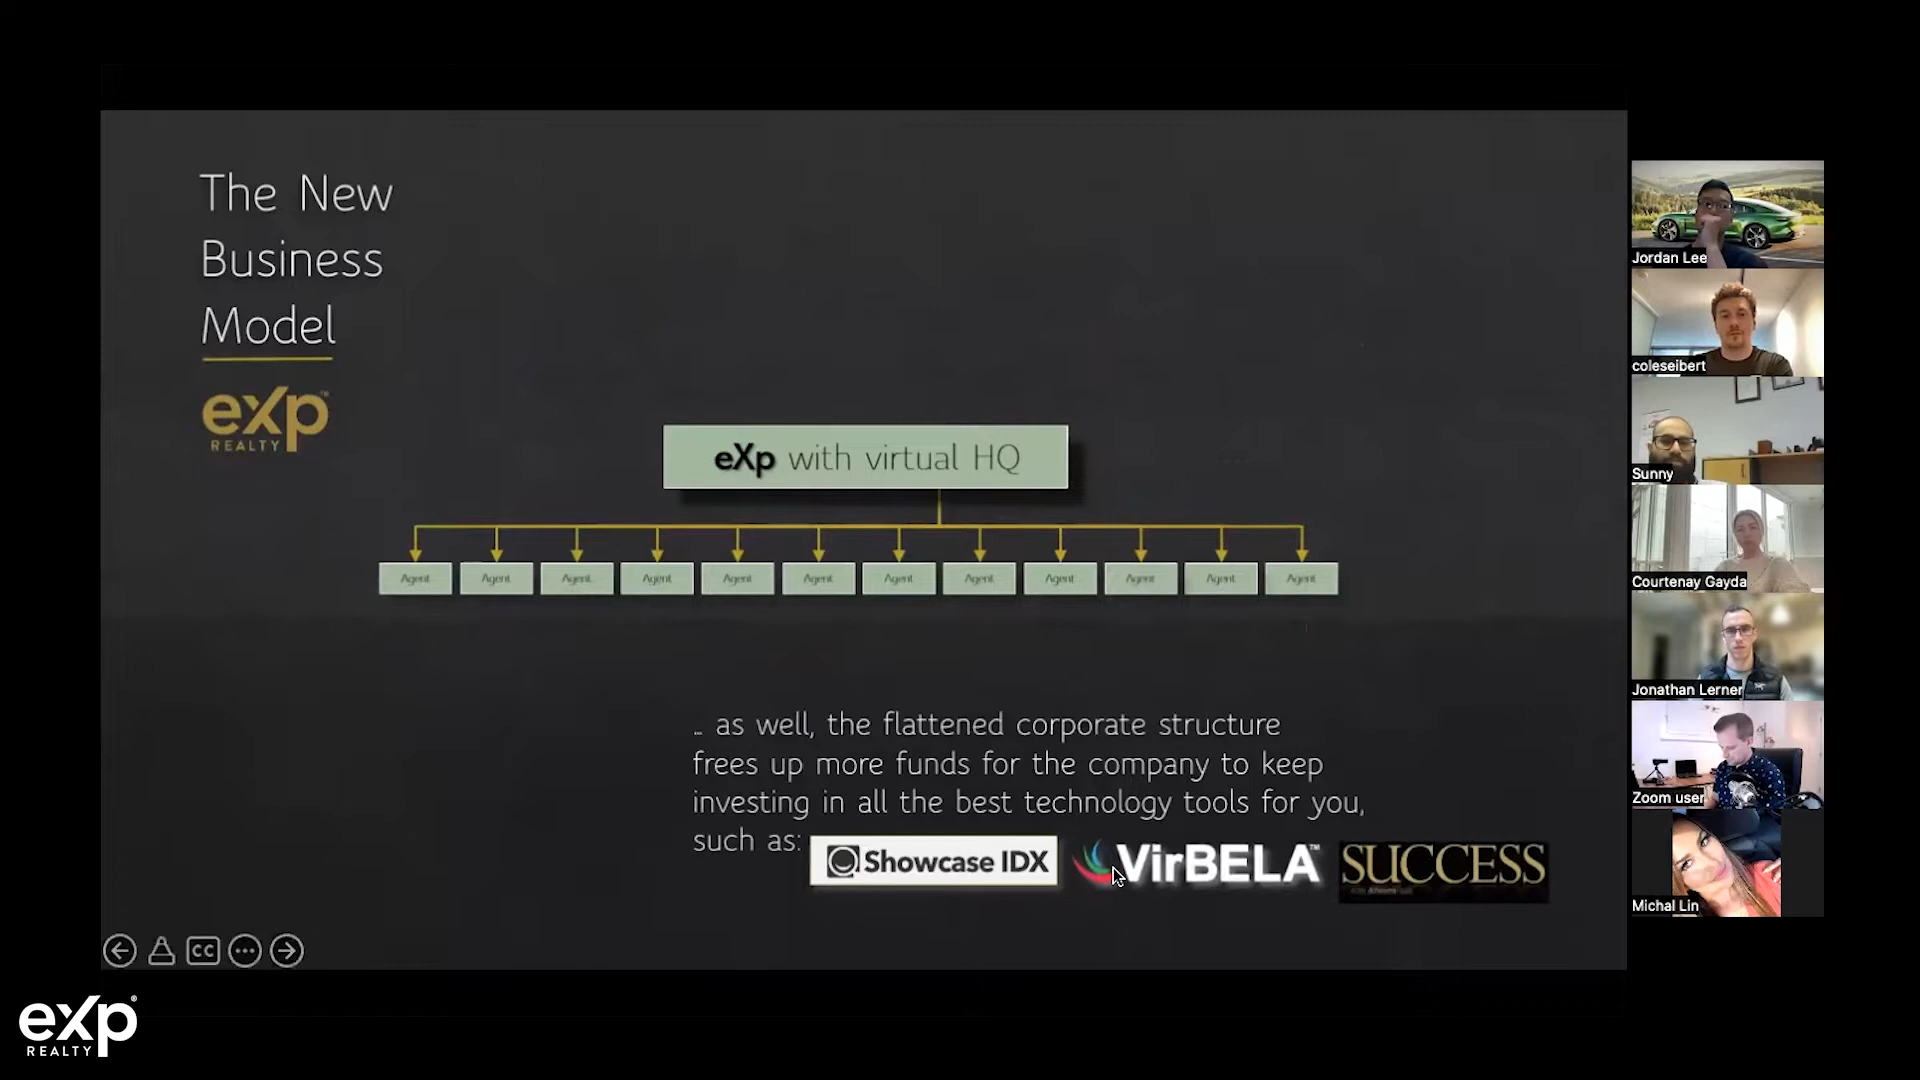 The New
Business
Model
eXp™
REALTY
eXp with virtual HQ
Agent Agent Agent Agent Agent Agent Agent Agent Agent Agent Agent Agent
… as well, the flattened corporate structure
frees up more funds for the company to keep
investing in all the best technology tools for you,
such as:
Showcase IDX
VirBELA™
SUCCESS
CC
Jordan Lee
coleseibert
Sunny
Courtenay Gayda
Jonathan Lerner
Zoom user
Michal Lin
eXp®
REALTY